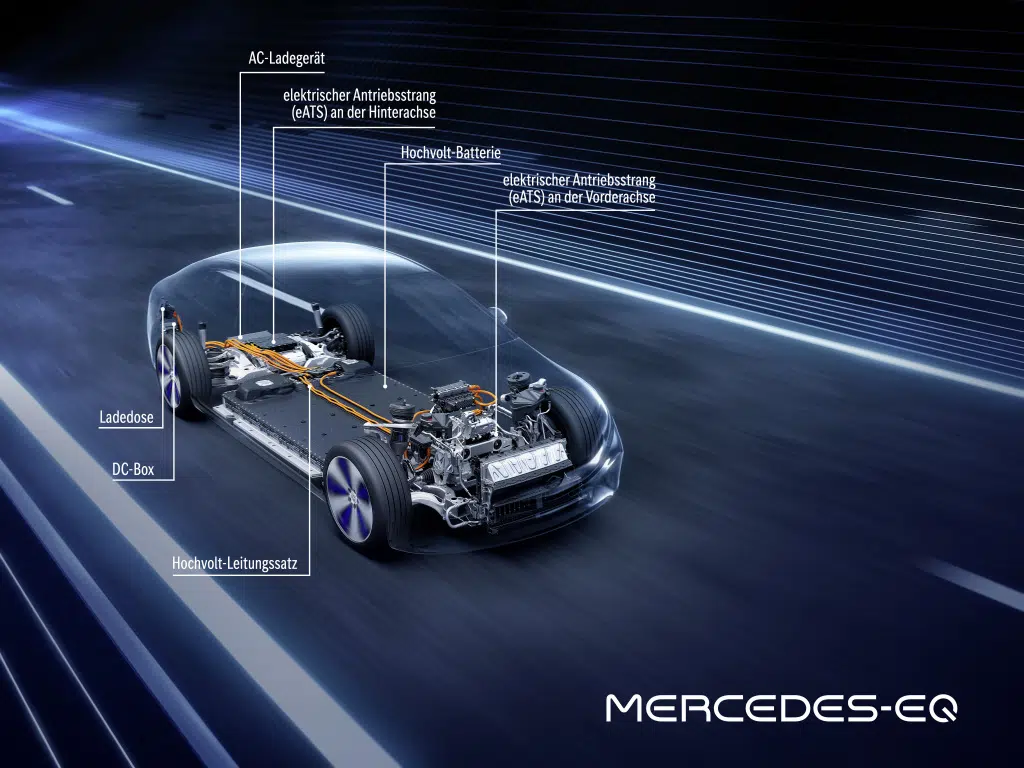 AC-Ladegerät
elektrischer Antriebsstrang
(eATS) an der Hinterachse
Hochvolt-Batterie
elektrischer Antriebsstrang
(eATS) an der Vorderachse
Ladedose
DC-Box
Hochvolt-Leitungssatz
MERCEDES-EQ